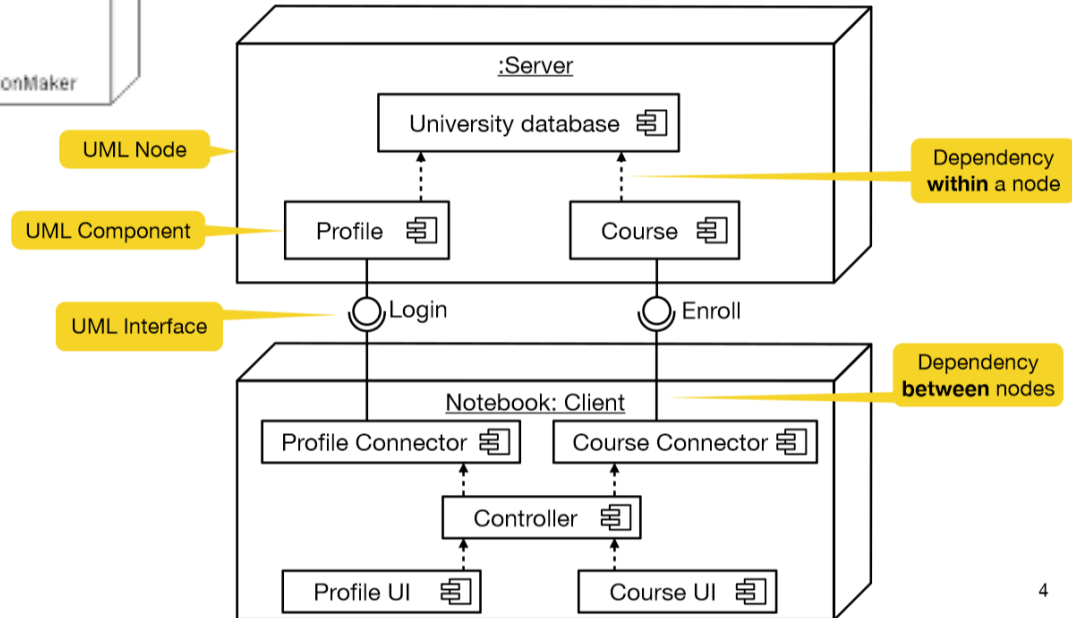 onMaker
:Server
University database
UML Node
Dependency
within a node
UML Component
Profile
Course
Login
Enroll
UML Interface
Dependency
between nodes
Notebook: Client
Profile Connector
Course Connector
Controller
Profile UI
Course UI
4